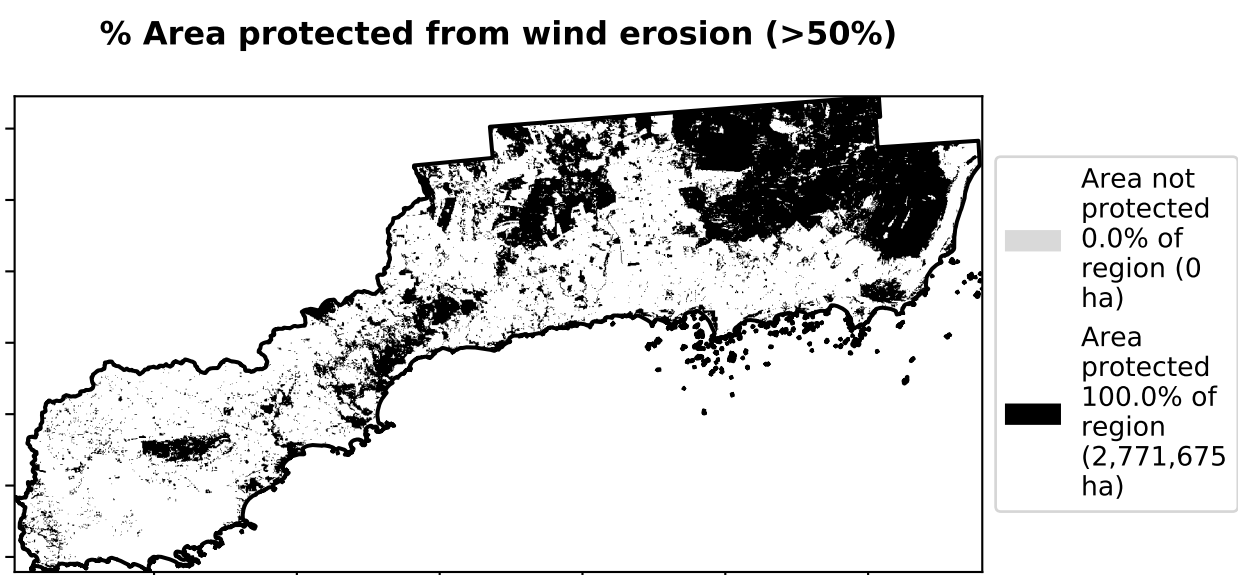 % Area protected from wind erosion (>50%)
Area not
protected
0.0% of
region (0
ha)
Area
protected
100.0% of
region
(2,771,675
ha)